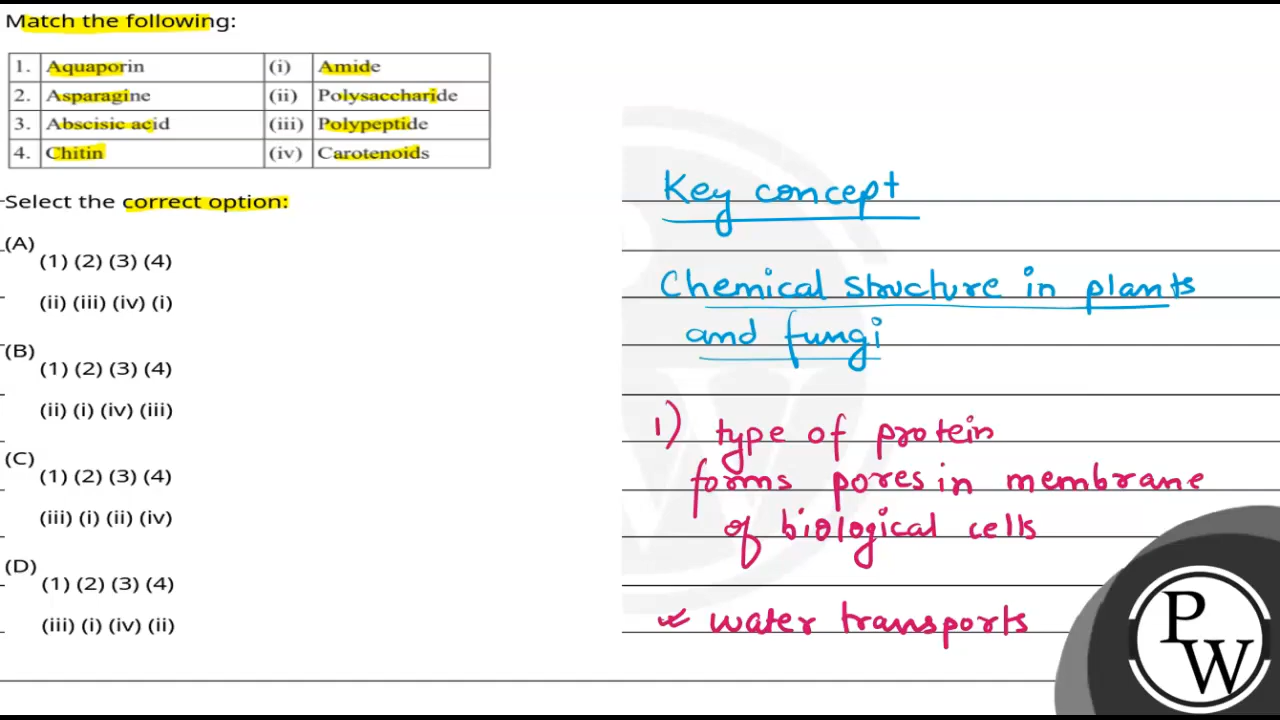 Match the following:
1. Aquaporin (i) Amide
2. Asparagine (ii) Polysaccharide
3. Abscisic acid (iii) Polypeptide
4. Chitin (iv) Carotenoids
Select the correct option:
(A)
(1) (2) (3) (4)
(ii) (iii) (iv) (i)
(B)
(1) (2) (3) (4)
(ii) (i) (iv) (iii)
(C)
(1) (2) (3) (4)
(iii) (i) (ii) (iv)
(D)
(1) (2) (3) (4)
(iii) (i) (iv) (ii)
Key concept
Chemical structure in plants
and fungi
1) type of protein
forms pores in membrane
of biological cells
* water transports
P
W